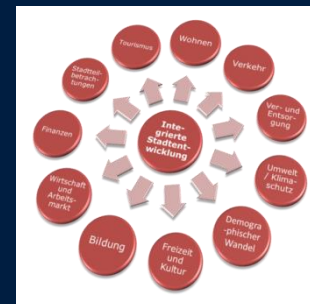 Tourismus
Wohnen
Verkehr
Ver- und
Entsor-
gung
Umwelt
/ Klima-
schutz
Demogra
-phischer
Wandel
Freizeit
und
Kultur
Bildung
Wirtschaft
und
Arbeits-
markt
Finanzen
Stadtteil-
betrach-
tungen
Inte-
grierte
Stadtent-
wicklung